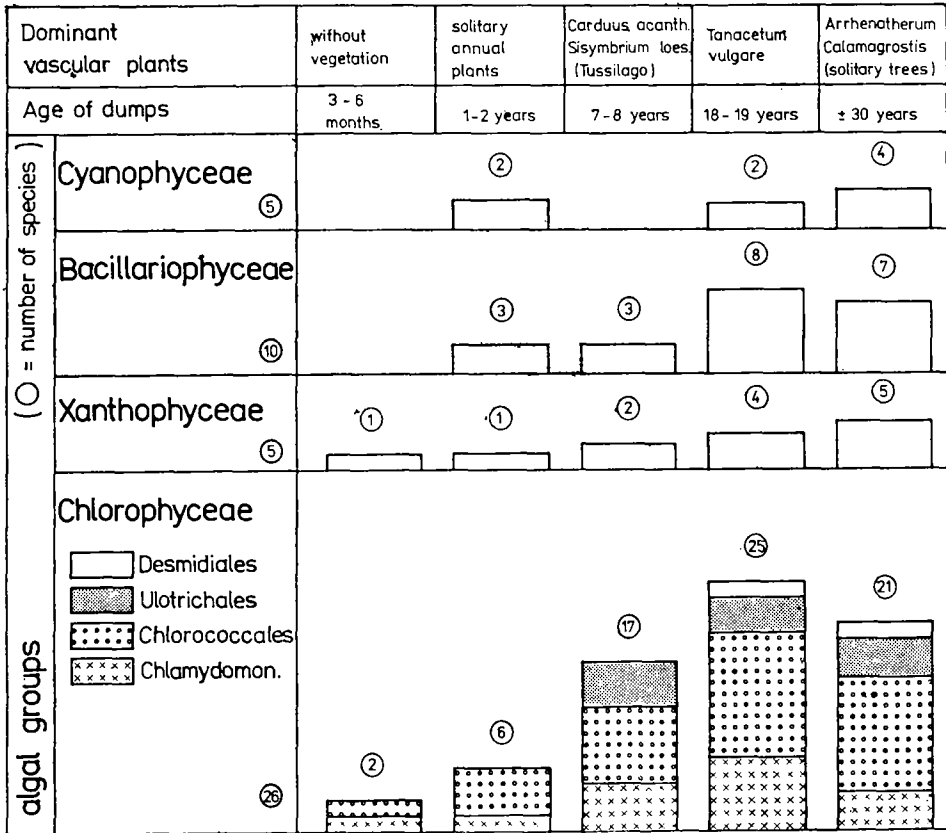 Dominant
vascular plants
without
vegetation
solitary
annual
plants
Carduus acanth.
Sisymbrium loes.
(Tussilago)
Tanacetum
vulgare
Arrhenatherum
Calamagrostis
(solitary trees)
Age of dumps
3 - 6
months
1 - 2 years
7 - 8 years
18 - 19 years
± 30 years
algal groups
(○ = number of species)
Cyanophyceae
5
2
2
4
Bacillariophyceae
10
3
3
8
7
Xanthophyceae
5
1
1
2
4
5
Chlorophyceae
Desmidiales
Ulotrichales
Chlorococcales
Chlamydomon.
26
2
6
17
25
21